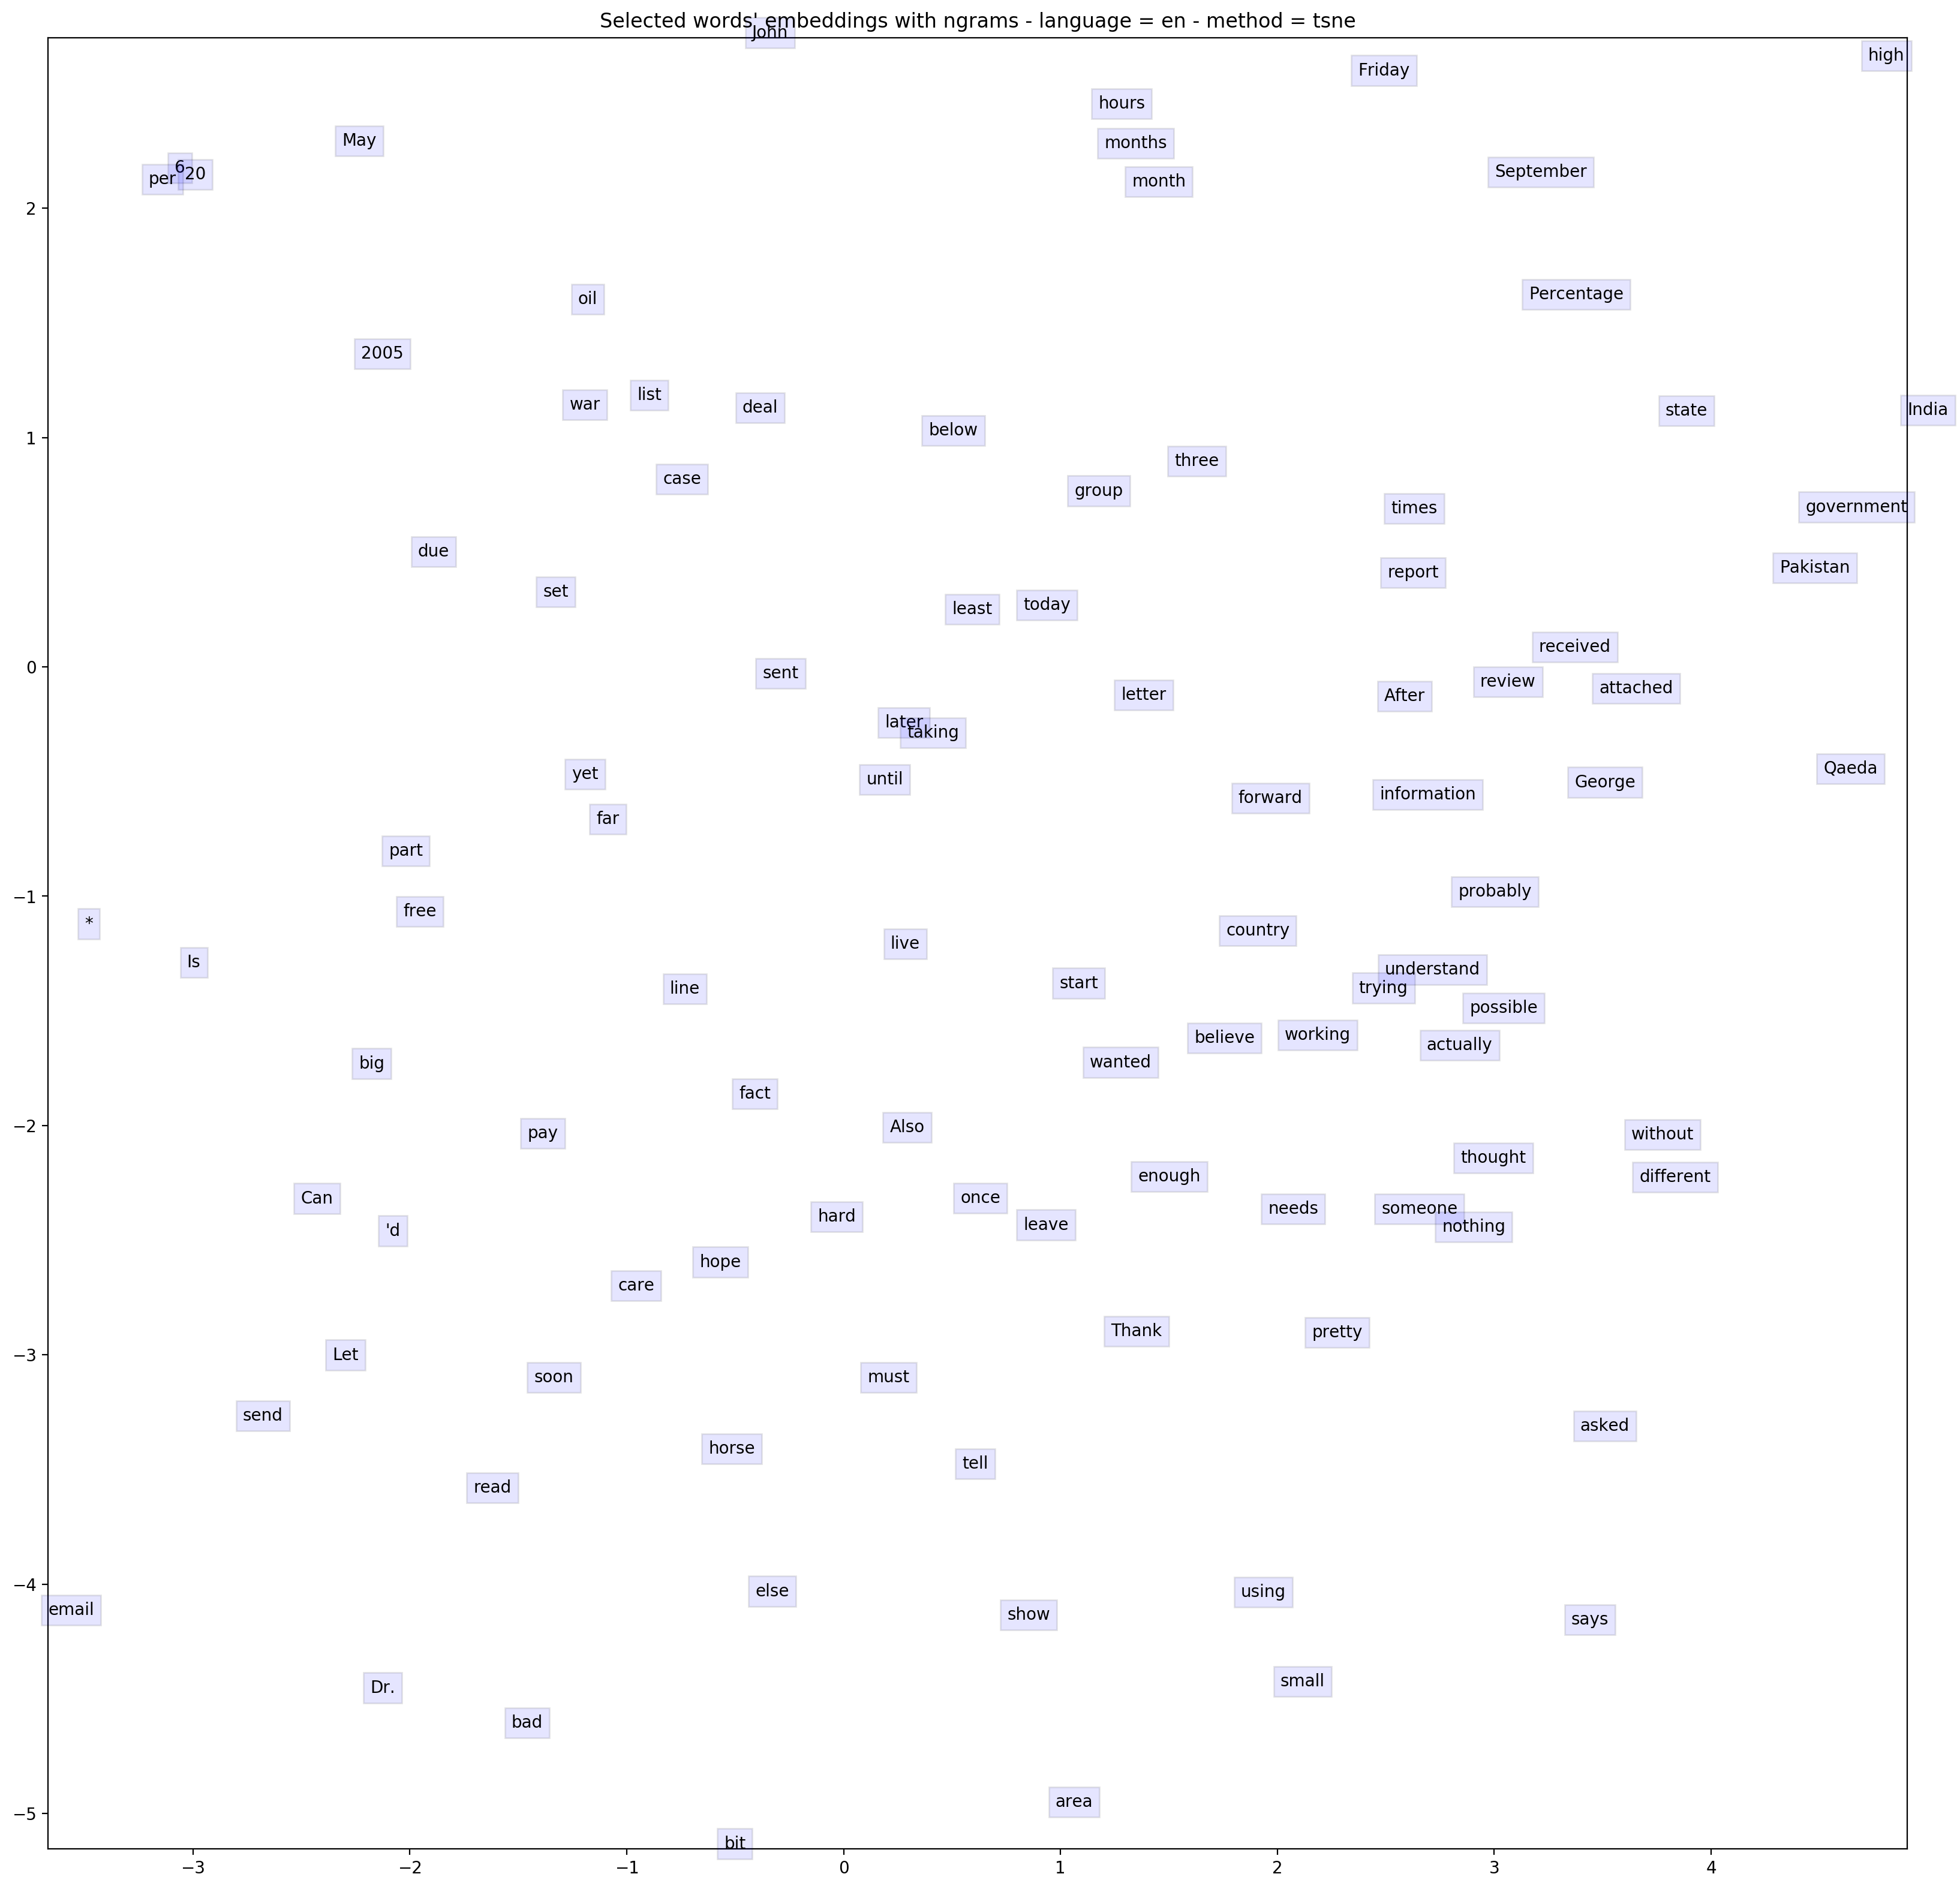 Selected words' embeddings with ngrams - language = en - method = tsne
John
high
Friday
hours
May
months
6
20
per
month
September
2
Percentage
oil
2005
list
war
deal
state
India
1
below
three
case
group
times
government
due
report
Pakistan
set
least
today
0
received
sent
review
attached
letter
After
later
taking
yet
until
Qaeda
George
forward
information
far
part
−1
probably
free
*
country
live
Is
understand
line
start
trying
possible
believe
working
actually
big
wanted
fact
−2
Also
pay
without
thought
enough
different
Can
once
needs
someone
'd
hard
leave
nothing
hope
care
Thank
pretty
−3
Let
soon
must
send
asked
horse
tell
read
−4
else
using
email
show
says
Dr.
small
bad
−5
area
bit
−3 −2 −1 0 1 2 3 4